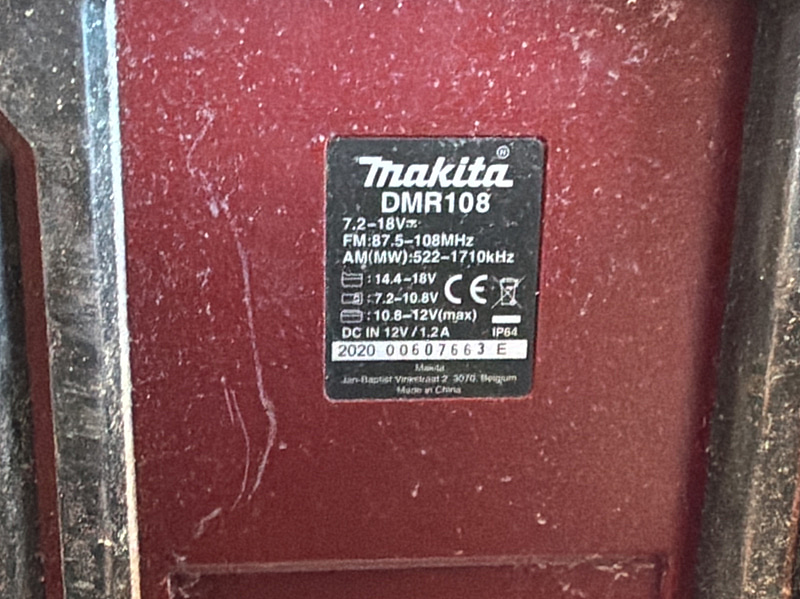 makita®
DMR108
7.2-18V⎓
FM:87.5-108MHz
AM(MW):522-1710kHz
:14.4-18V
:7.2-10.8V
:10.8-12V(max)
CE
DC IN 12V/1.2A IP64
2020 00607663 E
Makita
Jan-Baptist Vinkstraat 2, 3070, Belgium
Made in China